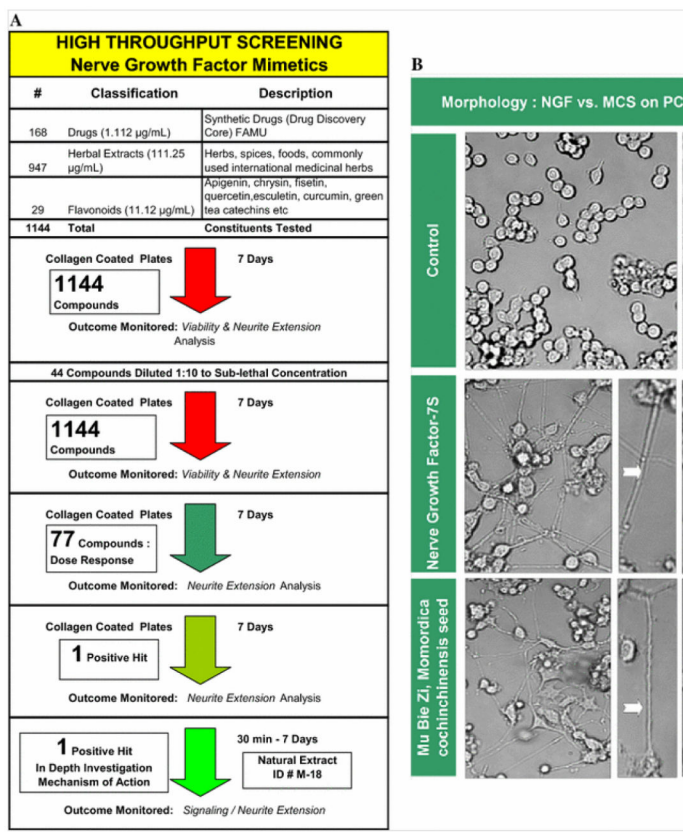 A
HIGH THROUGHPUT SCREENING
Nerve Growth Factor Mimetics
# Classification Description
168 Drugs (1.112 µg/mL) Synthetic Drugs (Drug Discovery
Core) FAMU
947 Herbal Extracts (111.25
µg/mL) Herbs, spices, foods, commonly
used international medicinal herbs
29 Flavonoids (11.12 µg/mL) Apigenin, chrysin, fisetin,
quercetin,esculetin, curcumin, green
tea catechins etc
1144 Total Constituents Tested
Collagen Coated Plates 7 Days
1144
Compounds
Outcome Monitored: Viability & Neurite Extension
Analysis
44 Compounds Diluted 1:10 to Sub-lethal Concentration
Collagen Coated Plates 7 Days
1144
Compounds
Outcome Monitored: Viability & Neurite Extension
Collagen Coated Plates 7 Days
77 Compounds :
Dose Response
Outcome Monitored: Neurite Extension Analysis
Collagen Coated Plates 7 Days
1 Positive Hit
Outcome Monitored: Neurite Extension Analysis
1 Positive Hit
In Depth Investigation
Mechanism of Action
30 min - 7 Days
Natural Extract
ID # M-18
Outcome Monitored: Signaling / Neurite Extension
B
Morphology : NGF vs. MCS on PC
Control
Nerve Growth Factor-7S
Mu Bie Zi, Momordica
cochinchinensis seed